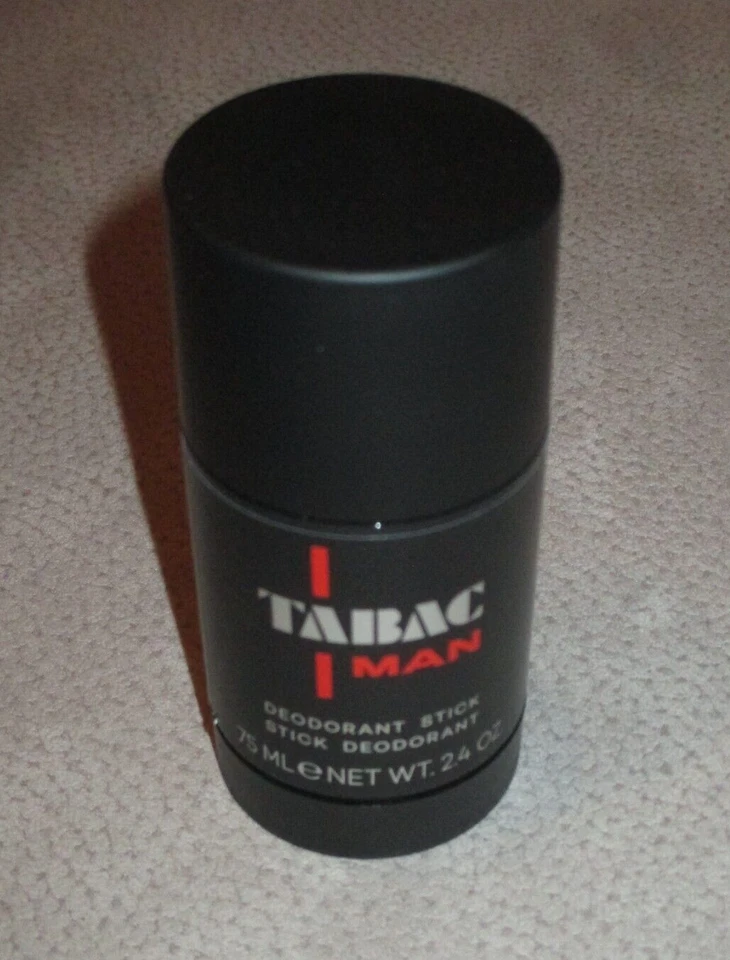 TABAC
MAN
DEODORANT STICK
STICK DEODORANT
75 ML e NET WT. 2.4 OZ